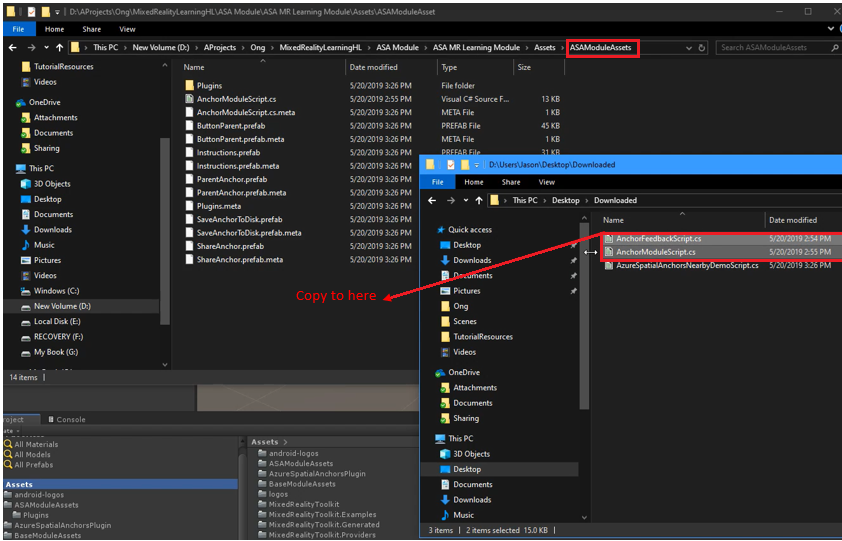 D:\AProjects\Ong\MixedRealityLearningHL\ASA Module\ASA MR Learning Module\Assets\ASAModuleAsset
File Home Share View
This PC > New Volume (D:) > AProjects > Ong > MixedRealityLearningHL > ASA Module > ASA MR Learning Module > Assets > ASAModuleAssets
Search ASAModuleAssets
TutorialResources
Videos
OneDrive
Attachments
Documents
Sharing
This PC
3D Objects
Desktop
Documents
Downloads
Music
Pictures
Videos
Windows (C:)
New Volume (D:)
Local Disk (E:)
RECOVERY (F:)
My Book (G:)
14 items
Name Date modified Type Size
Plugins 5/20/2019 3:26 PM File folder
AnchorModuleScript.cs 5/20/2019 2:55 PM Visual C# Source F... 13 KB
AnchorModuleScript.cs.meta 5/20/2019 3:26 PM META File 1 KB
ButtonParent.prefab 5/20/2019 3:26 PM PREFAB File 45 KB
ButtonParent.prefab.meta 5/20/2019 3:26 PM META File 1 KB
Instructions.prefab 5/20/2019 3:26 PM PREFAB File 31 KB
Instructions.prefab.meta 5/20/2019 3:26 PM
ParentAnchor.prefab 5/20/2019 3:26 PM
ParentAnchor.prefab.meta 5/20/2019 3:26 PM
Plugins.meta 5/20/2019 3:26 PM
SaveAnchorToDisk.prefab 5/20/2019 3:26 PM
SaveAnchorToDisk.prefab.meta 5/20/2019 3:26 PM
ShareAnchor.prefab 5/20/2019 3:26 PM
ShareAnchor.prefab.meta 5/20/2019 3:26 PM
Copy to here
D:\Users\Jason\Desktop\Downloaded
File Home Share View
This PC > Desktop > Downloaded
Quick access
Desktop
Downloads
Documents
Pictures
Ong
Scenes
TutorialResources
Videos
OneDrive
Attachments
Documents
Sharing
This PC
3D Objects
Desktop
Documents
Downloads
Music
Name Date modified
AnchorFeedbackScript.cs 5/20/2019 2:54 PM
AnchorModuleScript.cs 5/20/2019 2:55 PM
AzureSpatialAnchorsNearbyDemoScript.cs 5/20/2019 3:26 PM
3 items 2 items selected 15.0 KB
roject Console
ate
All Materials
All Models
All Prefabs
Assets
android-logos
ASAModuleAssets
Plugins
AzureSpatialAnchorsPlugin
BaseModuleAssets
Assets >
android-logos
ASAModuleAssets
AzureSpatialAnchorsPlugin
BaseModuleAssets
logos
MixedRealityToolkit
MixedRealityToolkit.Examples
MixedRealityToolkit.Generated
MixedRealityToolkit.Providers